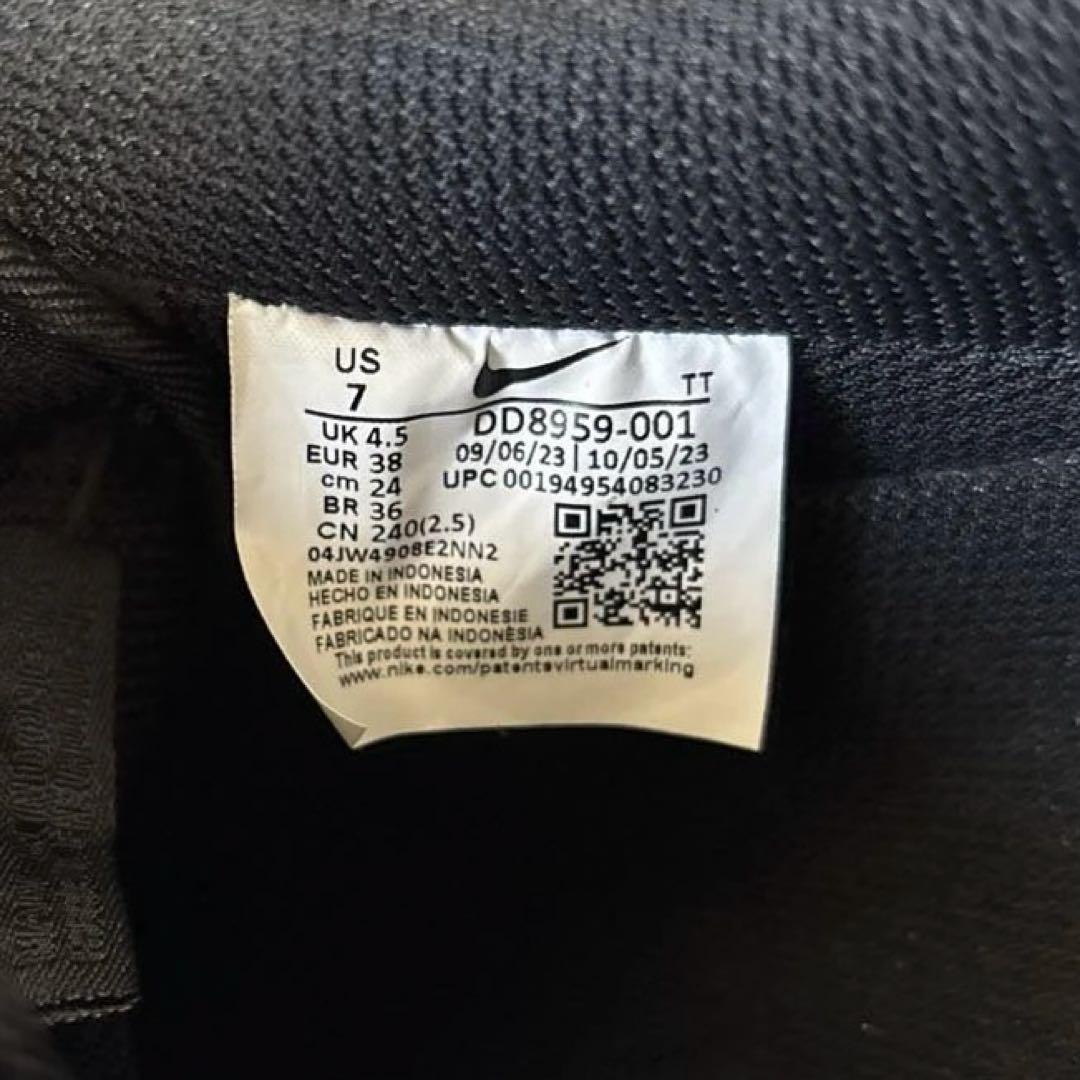 US
7
TT
UK 4.5
EUR 38
cm 24
BR 36
CN 240(2.5)
DD8959-001
09/06/23 | 10/05/23
UPC 00194954083230
04JW4908E2NN2
MADE IN INDONESIA
HECHO EN INDONESIA
FABRIQUE EN INDONESIE
FABRICADO NA INDONÈSIA
This product is covered by one or more patents:
www.nike.com/patentsvirtualmarking